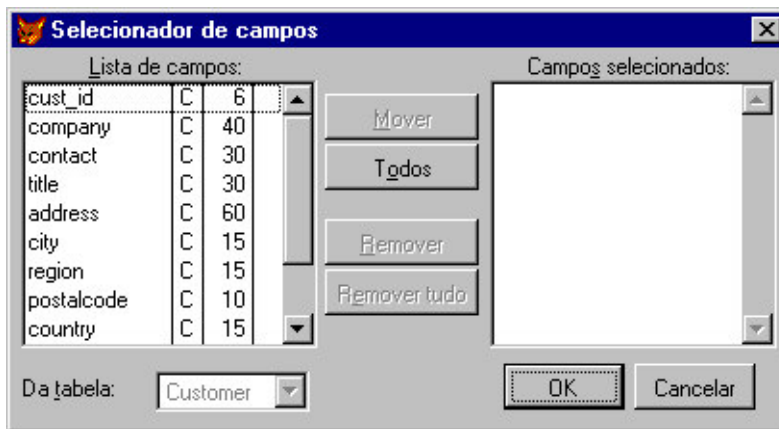 Selecionador de campos
Lista de campos:
cust_id C 6
company C 40
contact C 30
title C 30
address C 60
city C 15
region C 15
postalcode C 10
country C 15
Mover
Todos
Remover
Remover tudo
Campos selecionados:
Da tabela: Customer
OK Cancelar